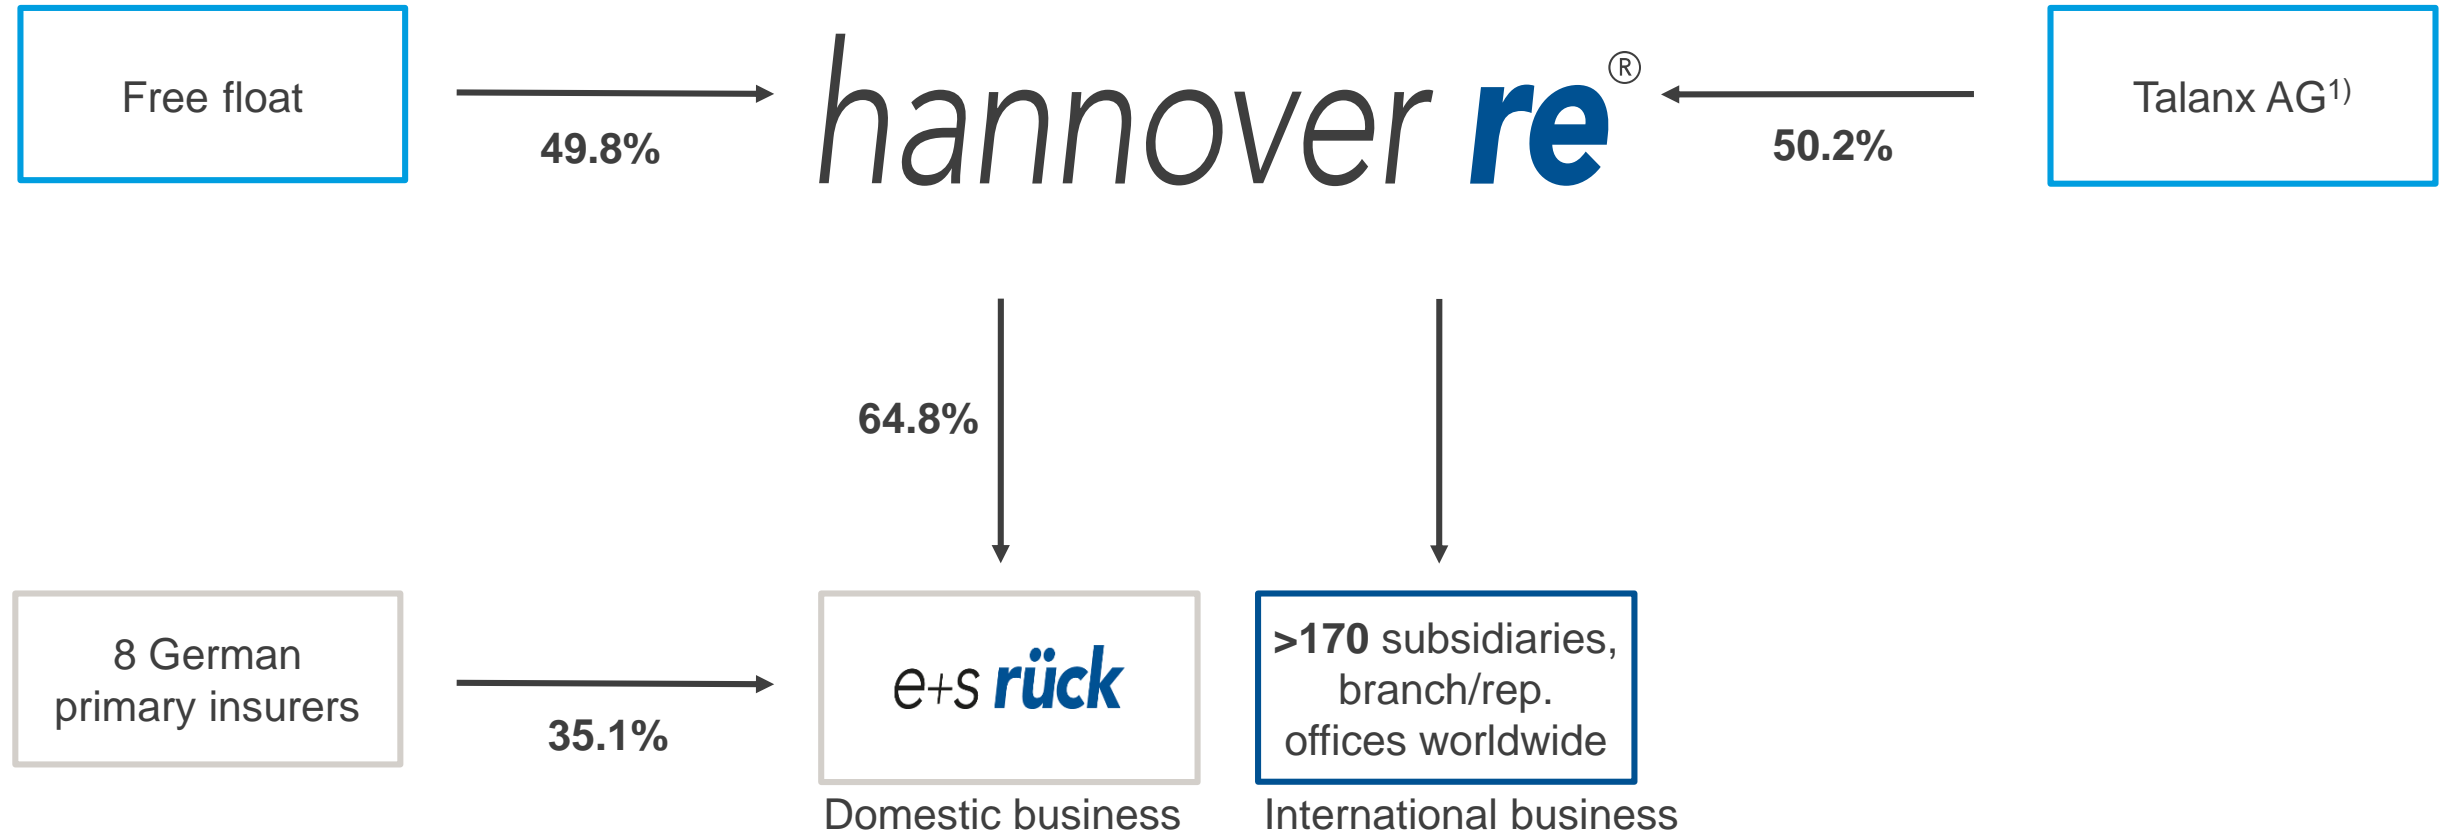 Free float
49.8%
hannover re®
50.2%
Talanx AG¹⁾
64.8%
8 German
primary insurers
35.1%
e+s rück
Domestic business
>170 subsidiaries,
branch/rep.
offices worldwide
International business